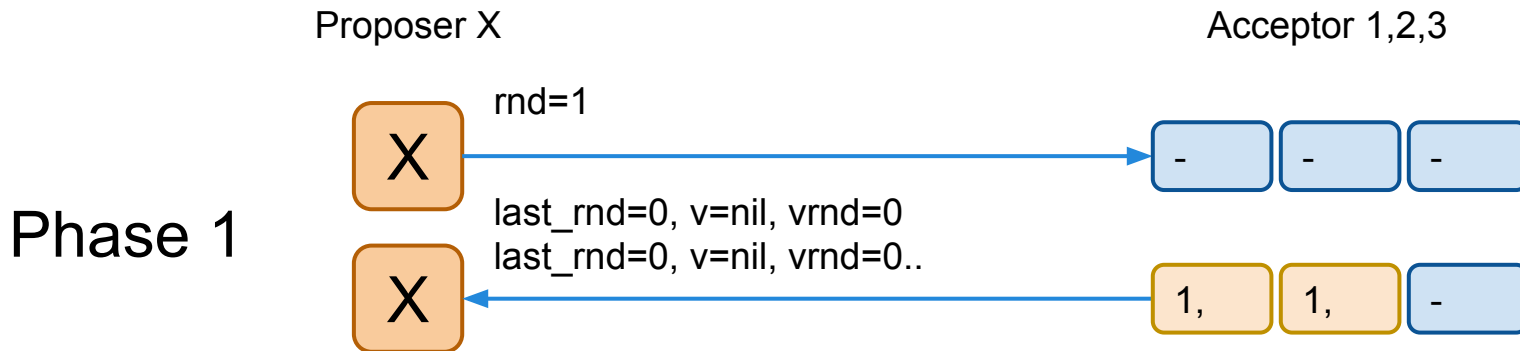 Proposer X
Acceptor 1,2,3
rnd=1
X
-
-
-
Phase 1
last_rnd=0, v=nil, vrnd=0
last_rnd=0, v=nil, vrnd=0..
X
1,
1,
-